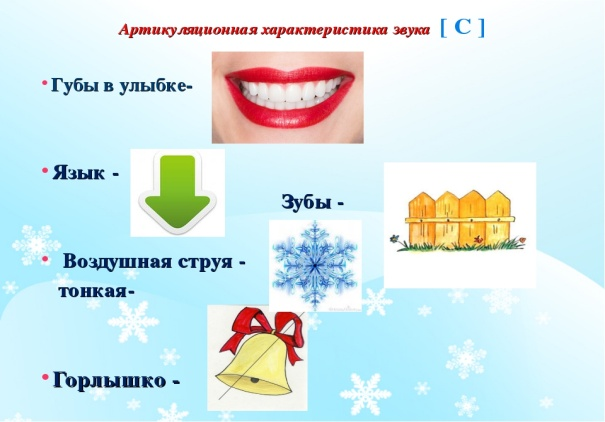 Артикуляционная характеристика звука [ С ]
• Губы в улыбке-
• Язык -
Зубы -
• Воздушная струя -
тонкая-
• Горлышко -